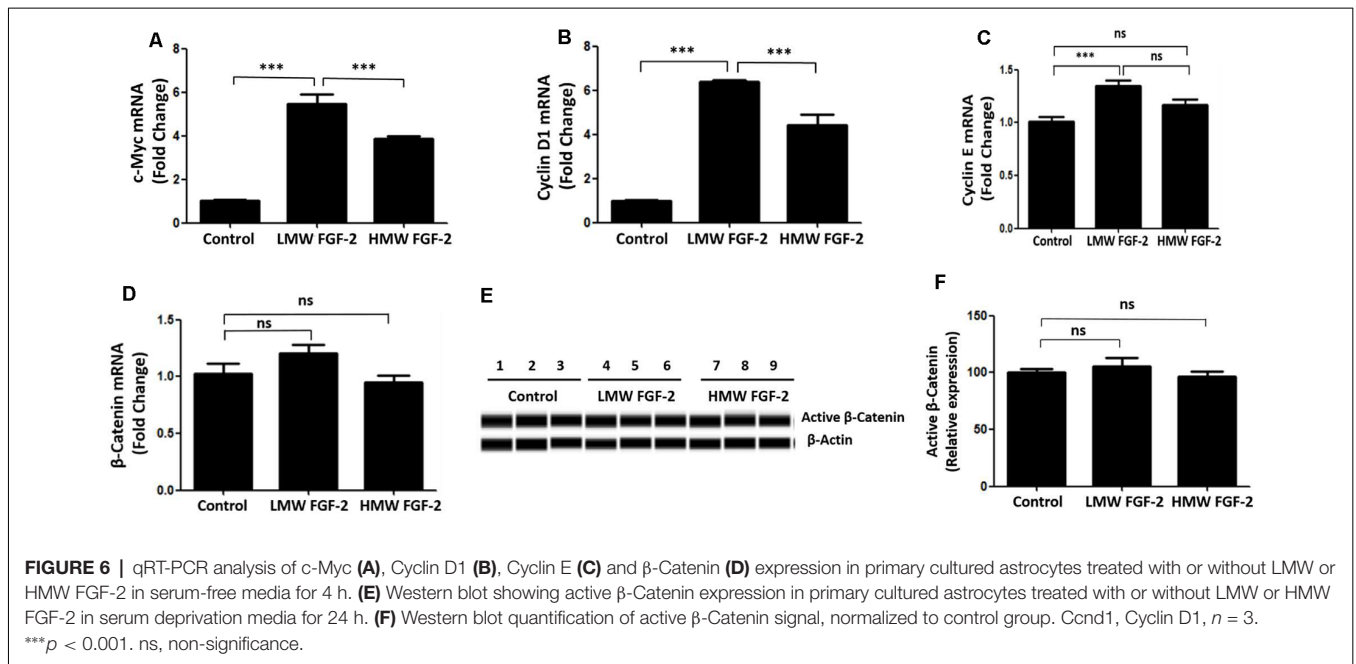 A
c-Myc mRNA
(Fold Change)
8
6
4
2
0
***
***
Control
LMW FGF-2
HMW FGF-2
B
Cyclin D1 mRNA
(Fold Change)
8
6
4
2
0
***
***
Control
LMW FGF-2
HMW FGF-2
C
Cyclin E mRNA
(Fold Change)
1.5
1.0
0.5
0.0
ns
***
ns
Control
LMW FGF-2
HMW FGF-2
D
β-Catenin mRNA
(Fold Change)
1.5
1.0
0.5
0.0
ns
ns
Control
LMW FGF-2
HMW FGF-2
E
1 2 3 4 5 6 7 8 9
Control
LMW FGF-2
HMW FGF-2
Active β-Catenin
β-Actin
F
Active β-Catenin
(Relative expression)
150
100
50
0
ns
ns
Control
LMW FGF-2
HMW FGF-2
FIGURE 6 | qRT-PCR analysis of c-Myc (A), Cyclin D1 (B), Cyclin E (C) and β-Catenin (D) expression in primary cultured astrocytes treated with or without LMW or
HMW FGF-2 in serum-free media for 4 h. (E) Western blot showing active β-Catenin expression in primary cultured astrocytes treated with or without LMW or HMW
FGF-2 in serum deprivation media for 24 h. (F) Western blot quantification of active β-Catenin signal, normalized to control group. Ccnd1, Cyclin D1, n = 3.
***p < 0.001. ns, non-significance.